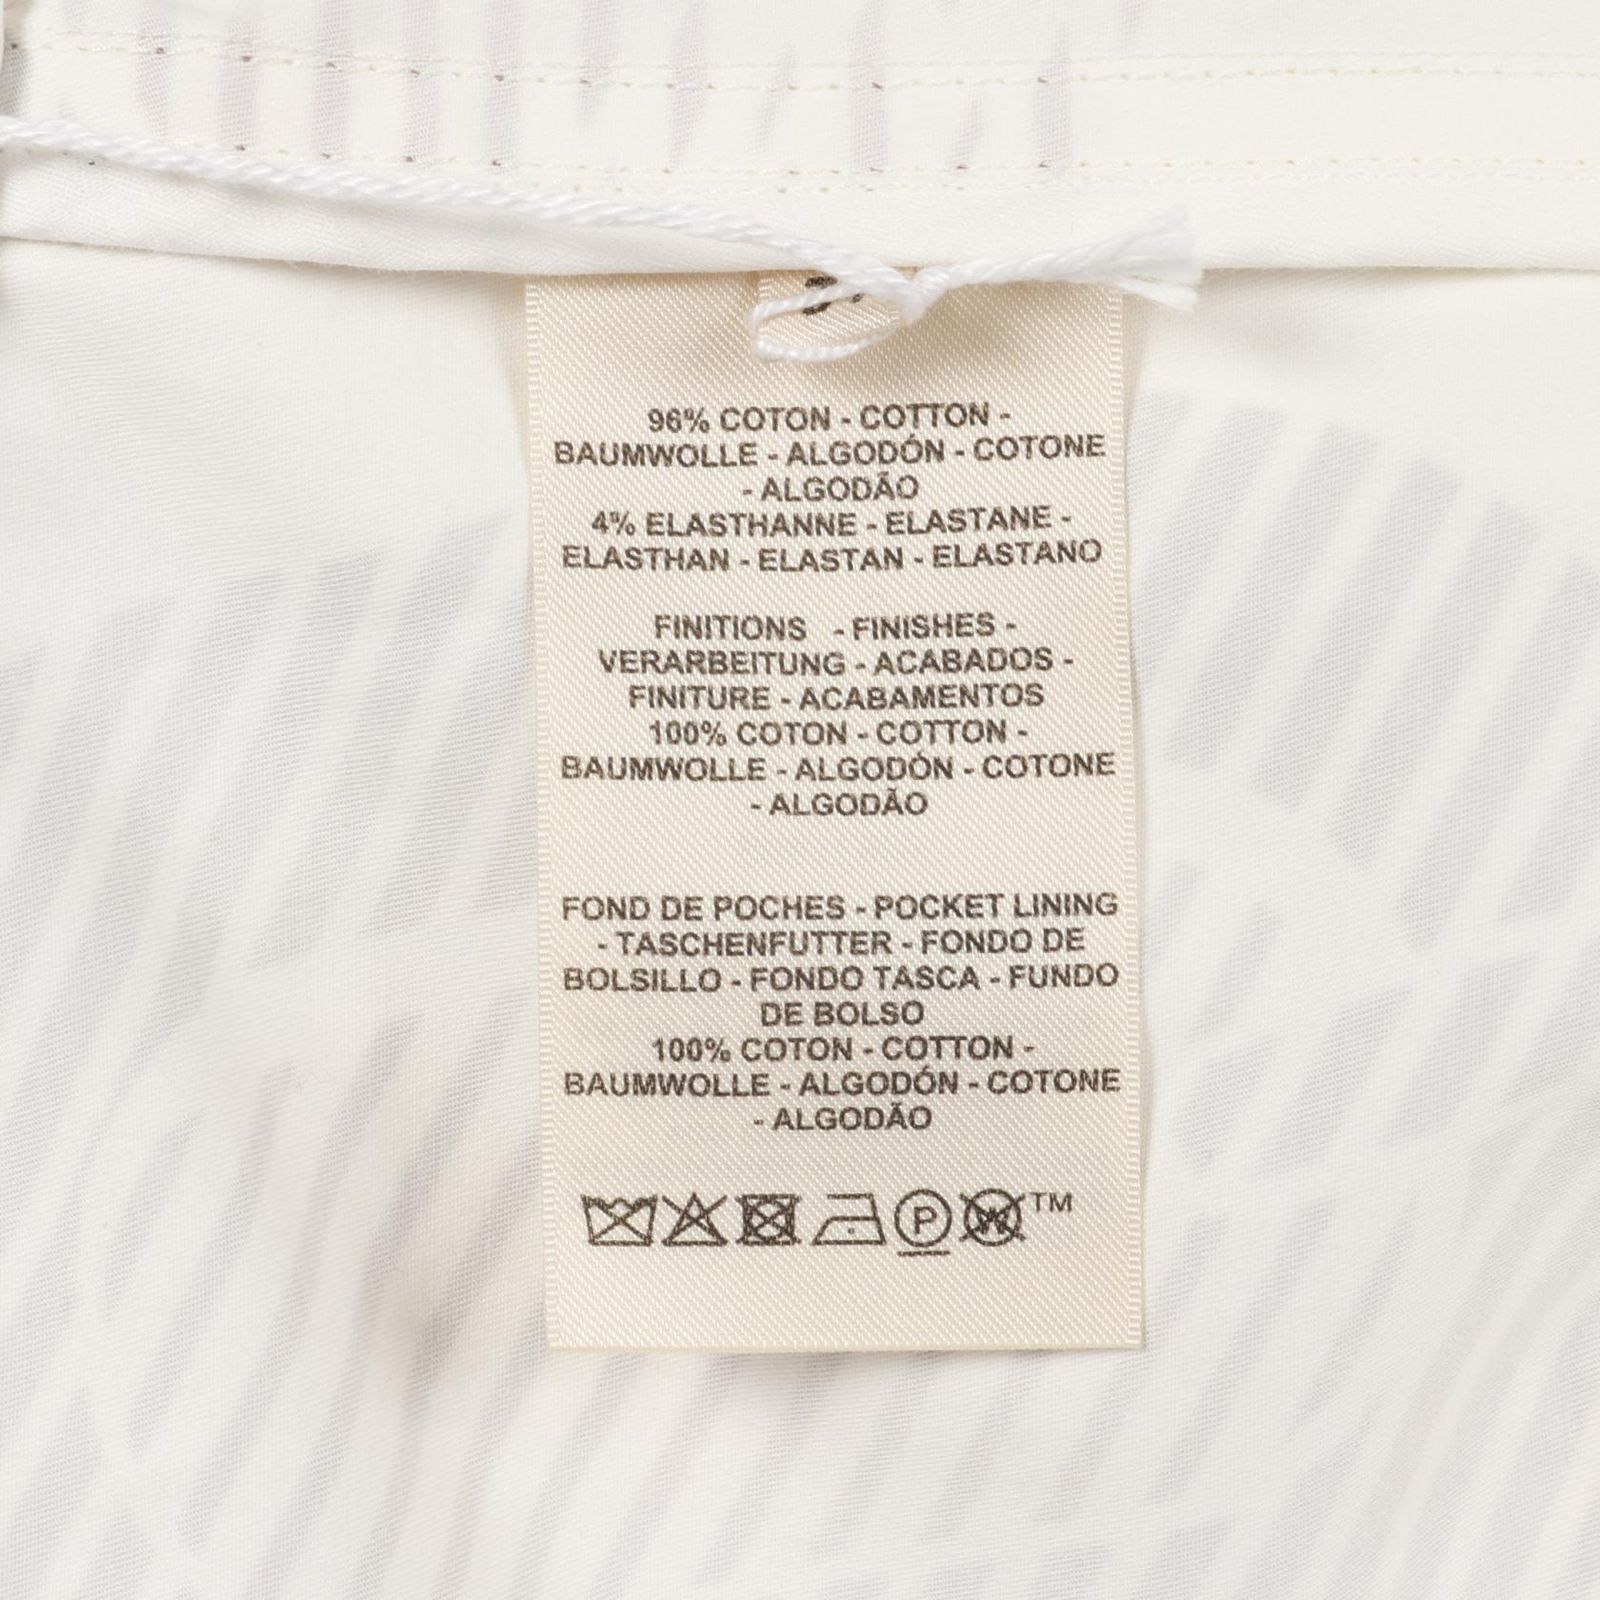 96% COTON - COTTON -
BAUMWOLLE - ALGODÓN - COTONE
- ALGODÃO
4% ELASTHANNE - ELASTANE -
ELASTHAN - ELASTAN - ELASTANO
FINITIONS - FINISHES -
VERARBEITUNG - ACABADOS -
FINITURE - ACABAMENTOS
100% COTON - COTTON -
BAUMWOLLE - ALGODÓN - COTONE
- ALGODÃO
FOND DE POCHES - POCKET LINING
- TASCHENFUTTER - FONDO DE
BOLSILLO - FONDO TASCA - FUNDO
DE BOLSO
100% COTON - COTTON -
BAUMWOLLE - ALGODÓN - COTONE
- ALGODÃO
P W TM